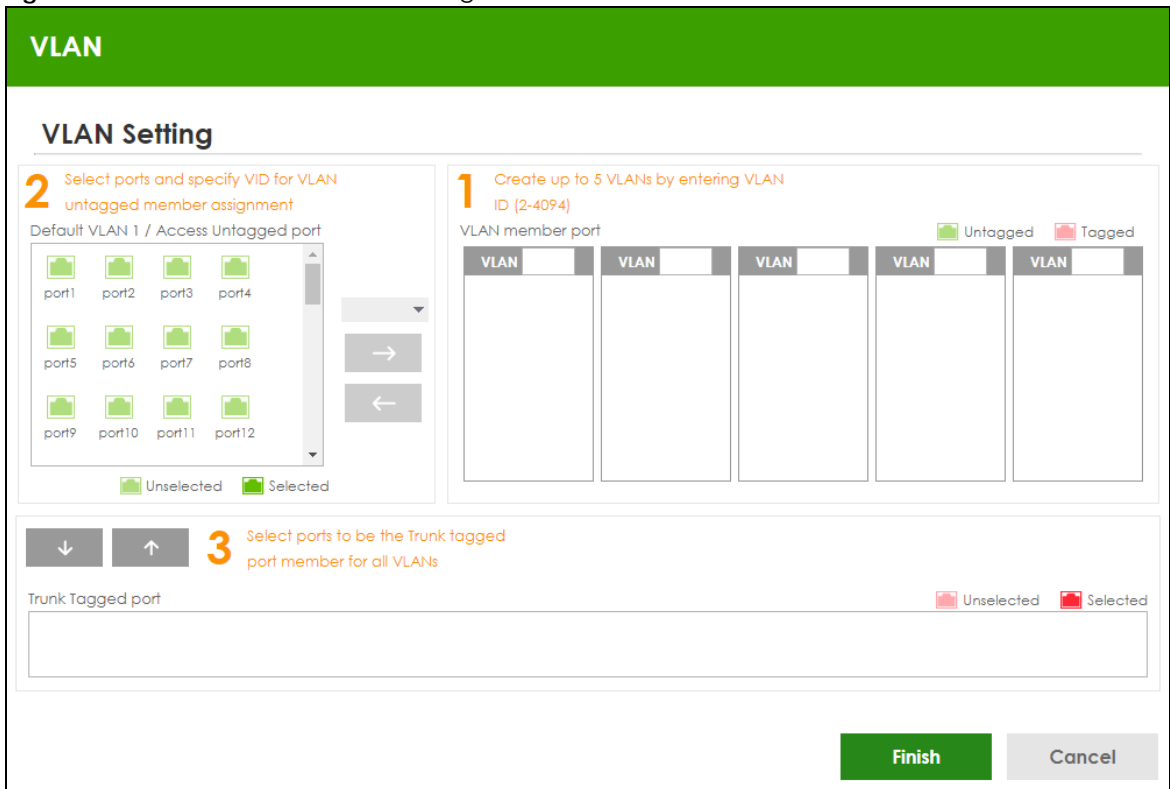 VLAN
VLAN Setting
2 Select ports and specify VID for VLAN
untagged member assignment
Default VLAN 1 / Access Untagged port
port1 port2 port3 port4
port5 port6 port7 port8
port9 port10 port11 port12
Unselected Selected
1 Create up to 5 VLANs by entering VLAN
ID (2-4094)
VLAN member port
Untagged Tagged
VLAN VLAN VLAN VLAN VLAN
3 Select ports to be the Trunk tagged
port member for all VLANs
Trunk Tagged port
Unselected Selected
Finish Cancel